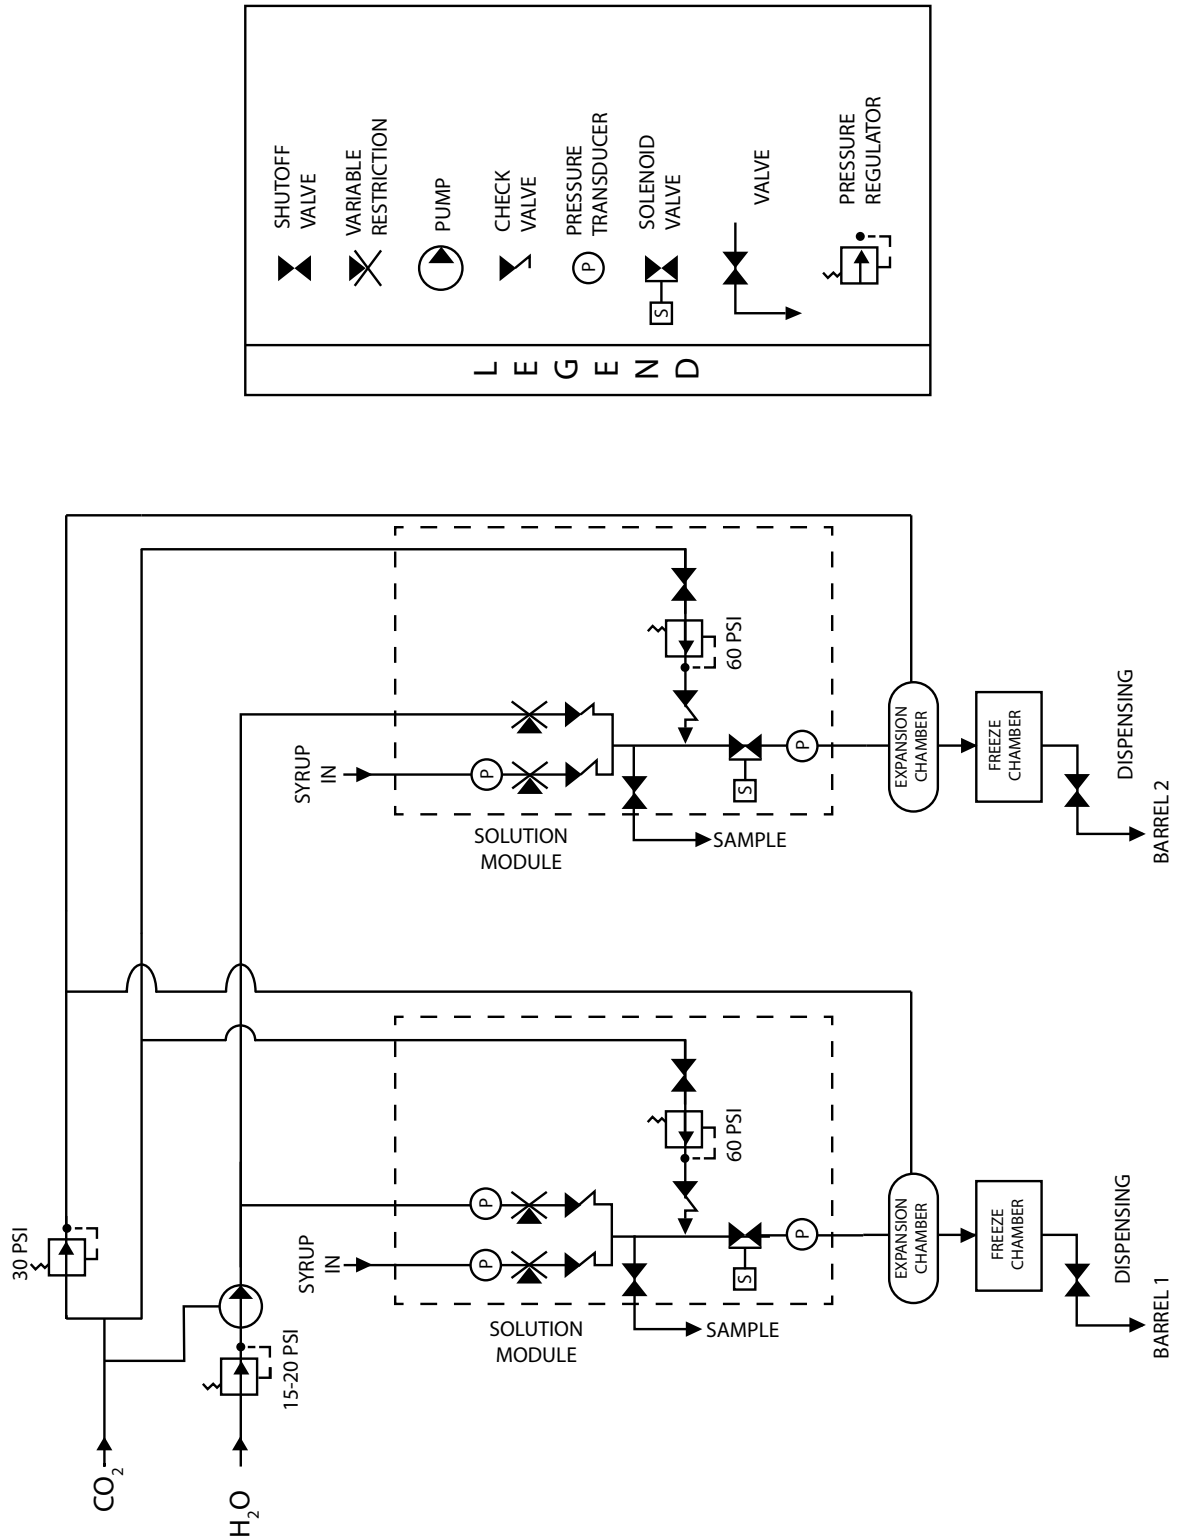 LEGEND
SHUTOFF
VALVE
VARIABLE
RESTRICTION
PUMP
CHECK
VALVE
P
PRESSURE
TRANSDUCER
S
SOLENOID
VALVE
VALVE
PRESSURE
REGULATOR
CO₂
H₂O
30 PSI
15-20 PSI
SYRUP
IN
P
P
60 PSI
S
P
SOLUTION
MODULE
SAMPLE
EXPANSION
CHAMBER
FREEZE
CHAMBER
DISPENSING
BARREL 1
SYRUP
IN
P
60 PSI
S
P
SOLUTION
MODULE
SAMPLE
EXPANSION
CHAMBER
FREEZE
CHAMBER
DISPENSING
BARREL 2